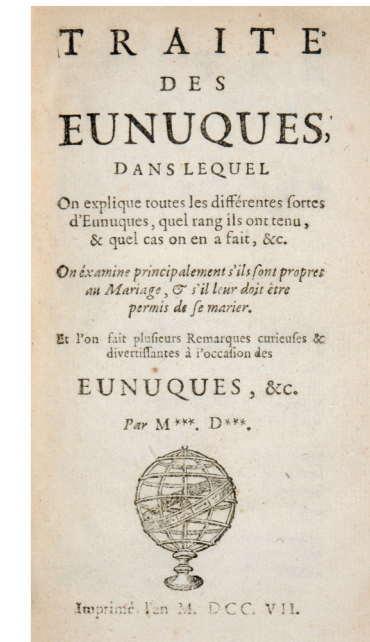 TRAITE'
DES
EUNUQUES,
DANS LEQUEL
On explique toutes les différentes ſortes
d'Eunuques, quel rang ils ont tenu,
& quel cas on en a fait, &c.
On éxamine principalement s'ils ſont propres
au Mariage, & s'il leur doit être
permis de ſe marier.
Et l'on fait pluſieurs Remarques curieuſes &
divertiſſantes à l'occaſion des
EUNUQUES, &c.
Par M***. D***.
Imprimé l'an M. DCC. VII.